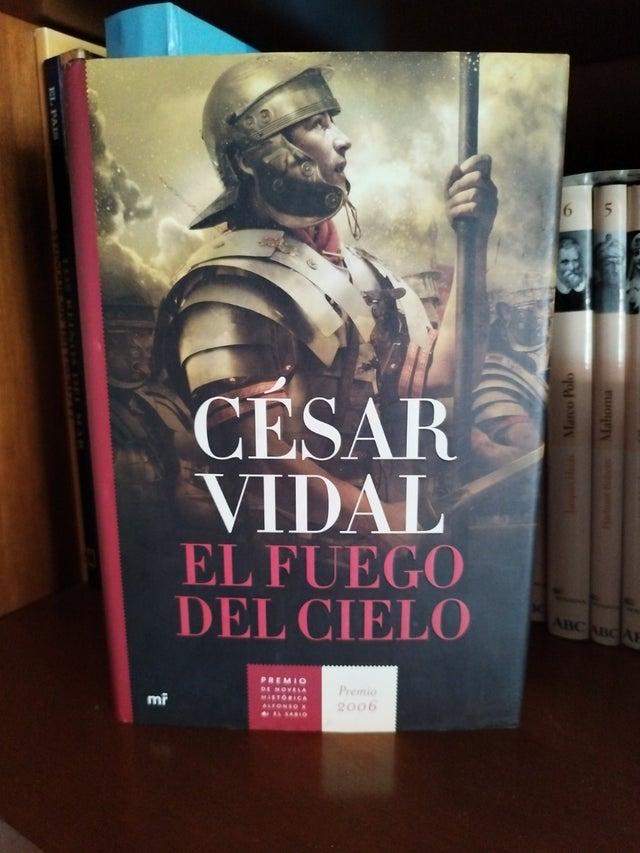 CÉSAR
VIDAL
EL FUEGO
DEL CIELO
PREMIO
DE NOVELA
HISTÓRICA
ALFONSO X
EL SABIO
Premio
2006
mr
EL PAIS
6
Marco Polo
ABC
5
Mahoma
ABC